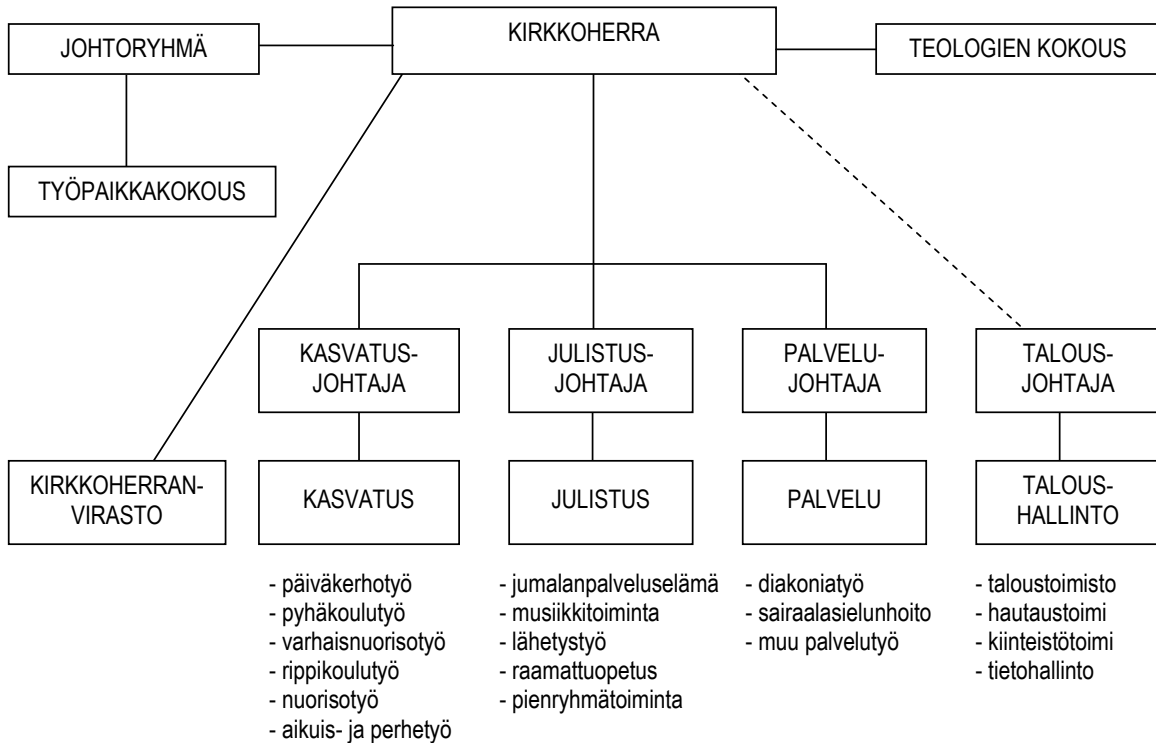 KIRKKOHERRA
JOHTORYHMÄ
TEOLOGIEN KOKOUS
TYÖPAIKKAKOKOUS
KASVATUS-
JOHTAJA
JULISTUS-
JOHTAJA
PALVELU-
JOHTAJA
TALOUS-
JOHTAJA
KIRKKOHERRAN-
VIRASTO
KASVATUS
JULISTUS
PALVELU
TALOUS-
HALLINTO
- päiväkerhotyö
- pyhäkoulutyö
- varhaisnuorisotyö
- rippikoulutyö
- nuorisotyö
- aikuis- ja perhetyö
- jumalanpalveluselämä
- musiikkitoiminta
- lähetystyö
- raamattuopetus
- pienryhmätoiminta
- diakoniatyö
- sairaalasielunhoito
- muu palvelutyö
- taloustoimisto
- hautaustoimi
- kiinteistötoimi
- tietohallinto